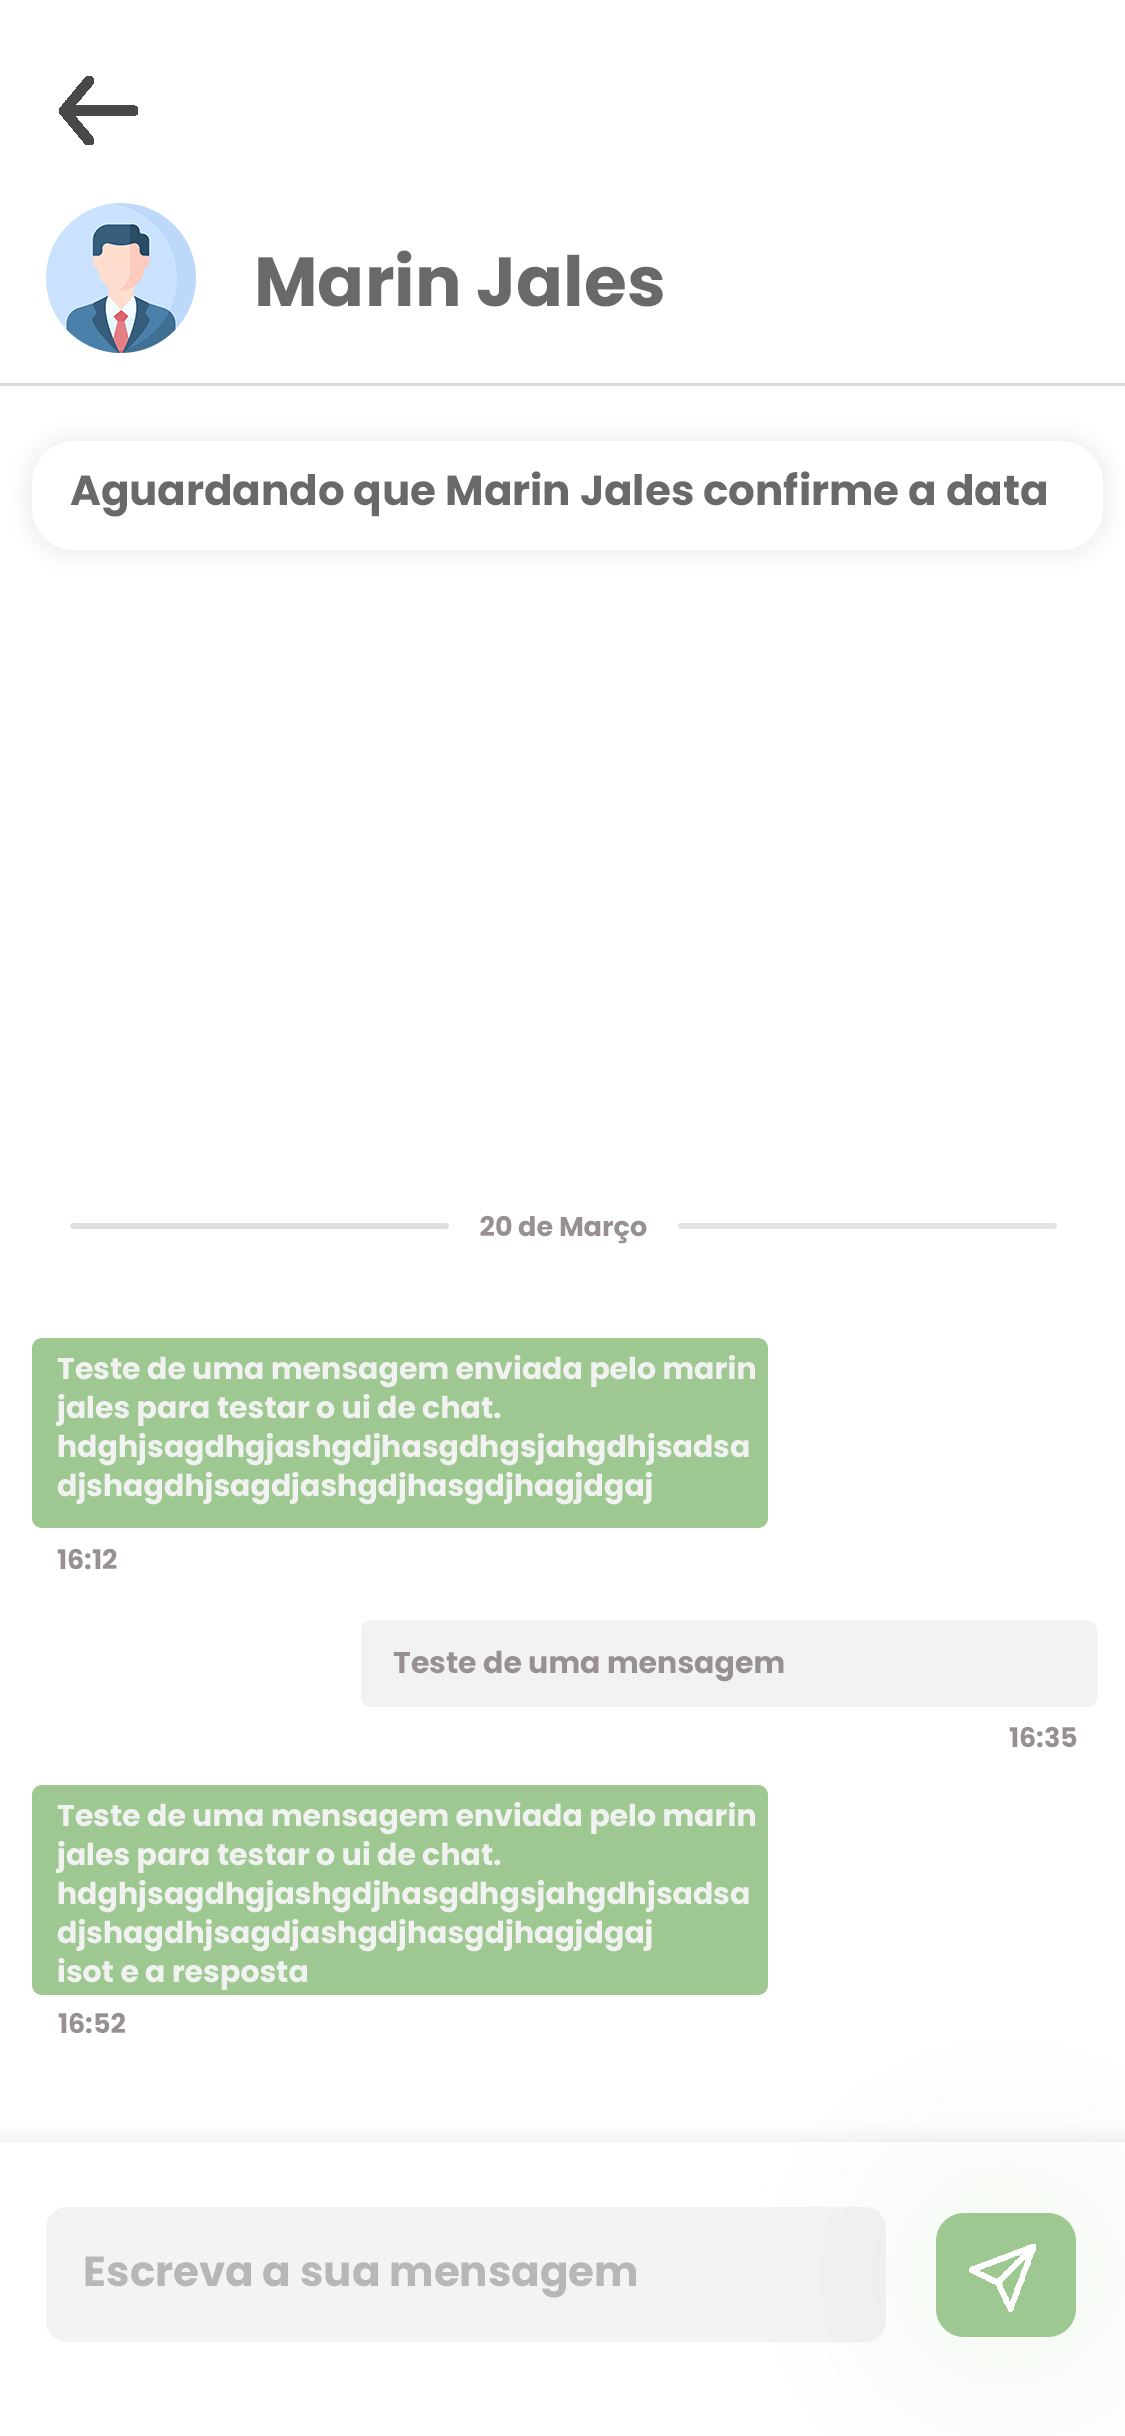 Marin Jales
Aguardando que Marin Jales confirme a data
20 de Março
Teste de uma mensagem enviada pelo marin
jales para testar o ui de chat.
hdghjsagdhgjashgdjhasgdhgsjahgdhjsadsa
djshagdhjsagdjashgdjhasgdjhagjdgaj
16:12
Teste de uma mensagem
16:35
Teste de uma mensagem enviada pelo marin
jales para testar o ui de chat.
hdghjsagdhgjashgdjhasgdhgsjahgdhjsadsa
djshagdhjsagdjashgdjhasgdjhagjdgaj
isot e a resposta
16:52
Escreva a sua mensagem